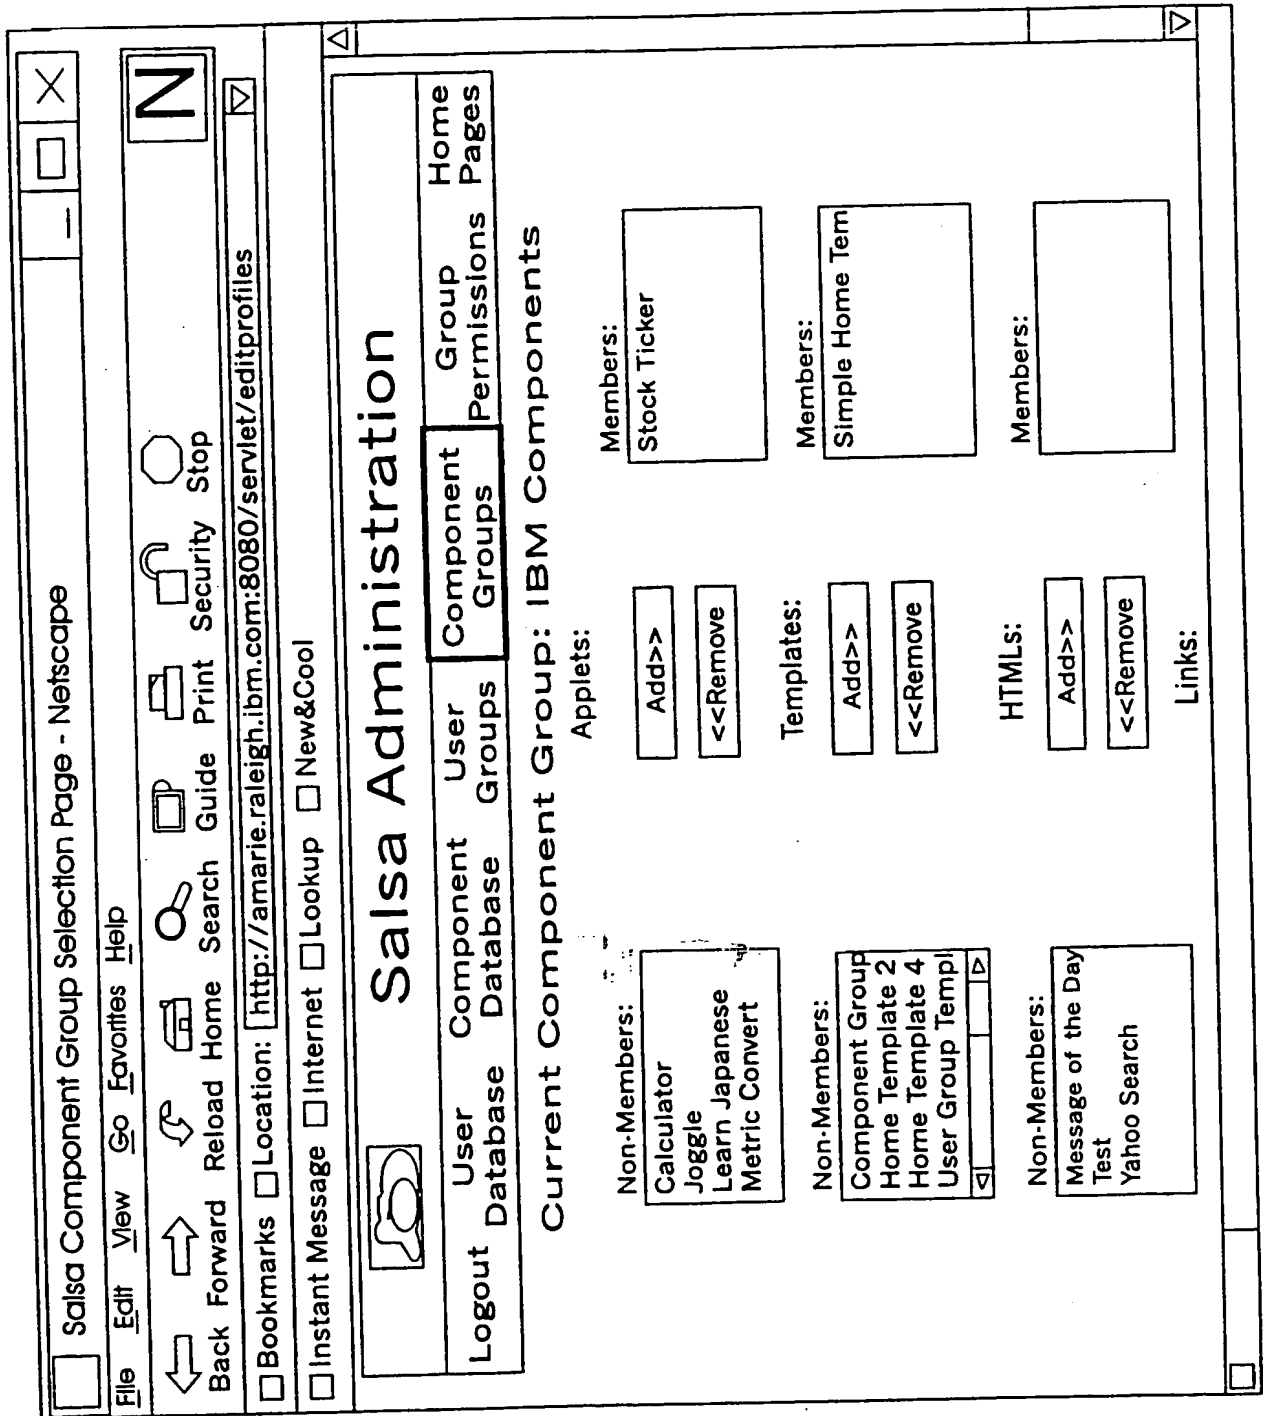 Salsa Component Group Selection Page - Netscape
File Edit View Go Favorites Help
N
Back Forward Reload Home Search Guide Print Security Stop
Bookmarks Location: http://amarie.raleigh.ibm.com:8080/servlet/editprofiles
Instant Message Internet Lookup New&Cool
Salsa Administration
Logout User Database Component Database User Groups Component Groups Group Permissions Home Pages
Current Component Group: IBM Components
Applets:
Non-Members: Members:
Calculator Add>> Stock Ticker
Joggle
Learn Japanese <<Remove
Metric Convert
Templates:
Non-Members: Members:
Component Group Add>> Simple Home Tem
Home Template 2
Home Template 4 <<Remove
User Group Templ
HTMLs:
Non-Members: Members:
Message of the Day Add>>
Test
Yahoo Search <<Remove
Links: